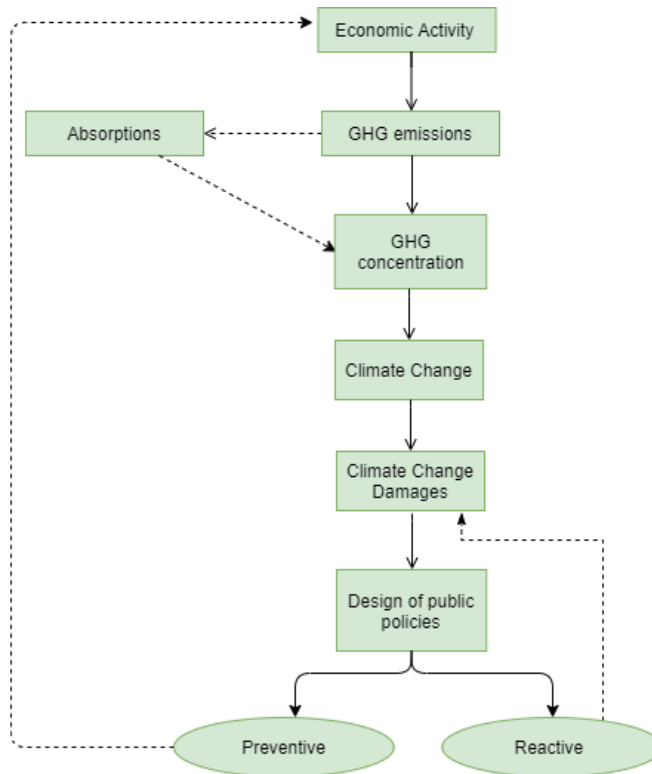 Economic Activity
Absorptions
GHG emissions
GHG
concentration
Climate Change
Climate Change
Damages
Design of public
policies
Preventive
Reactive